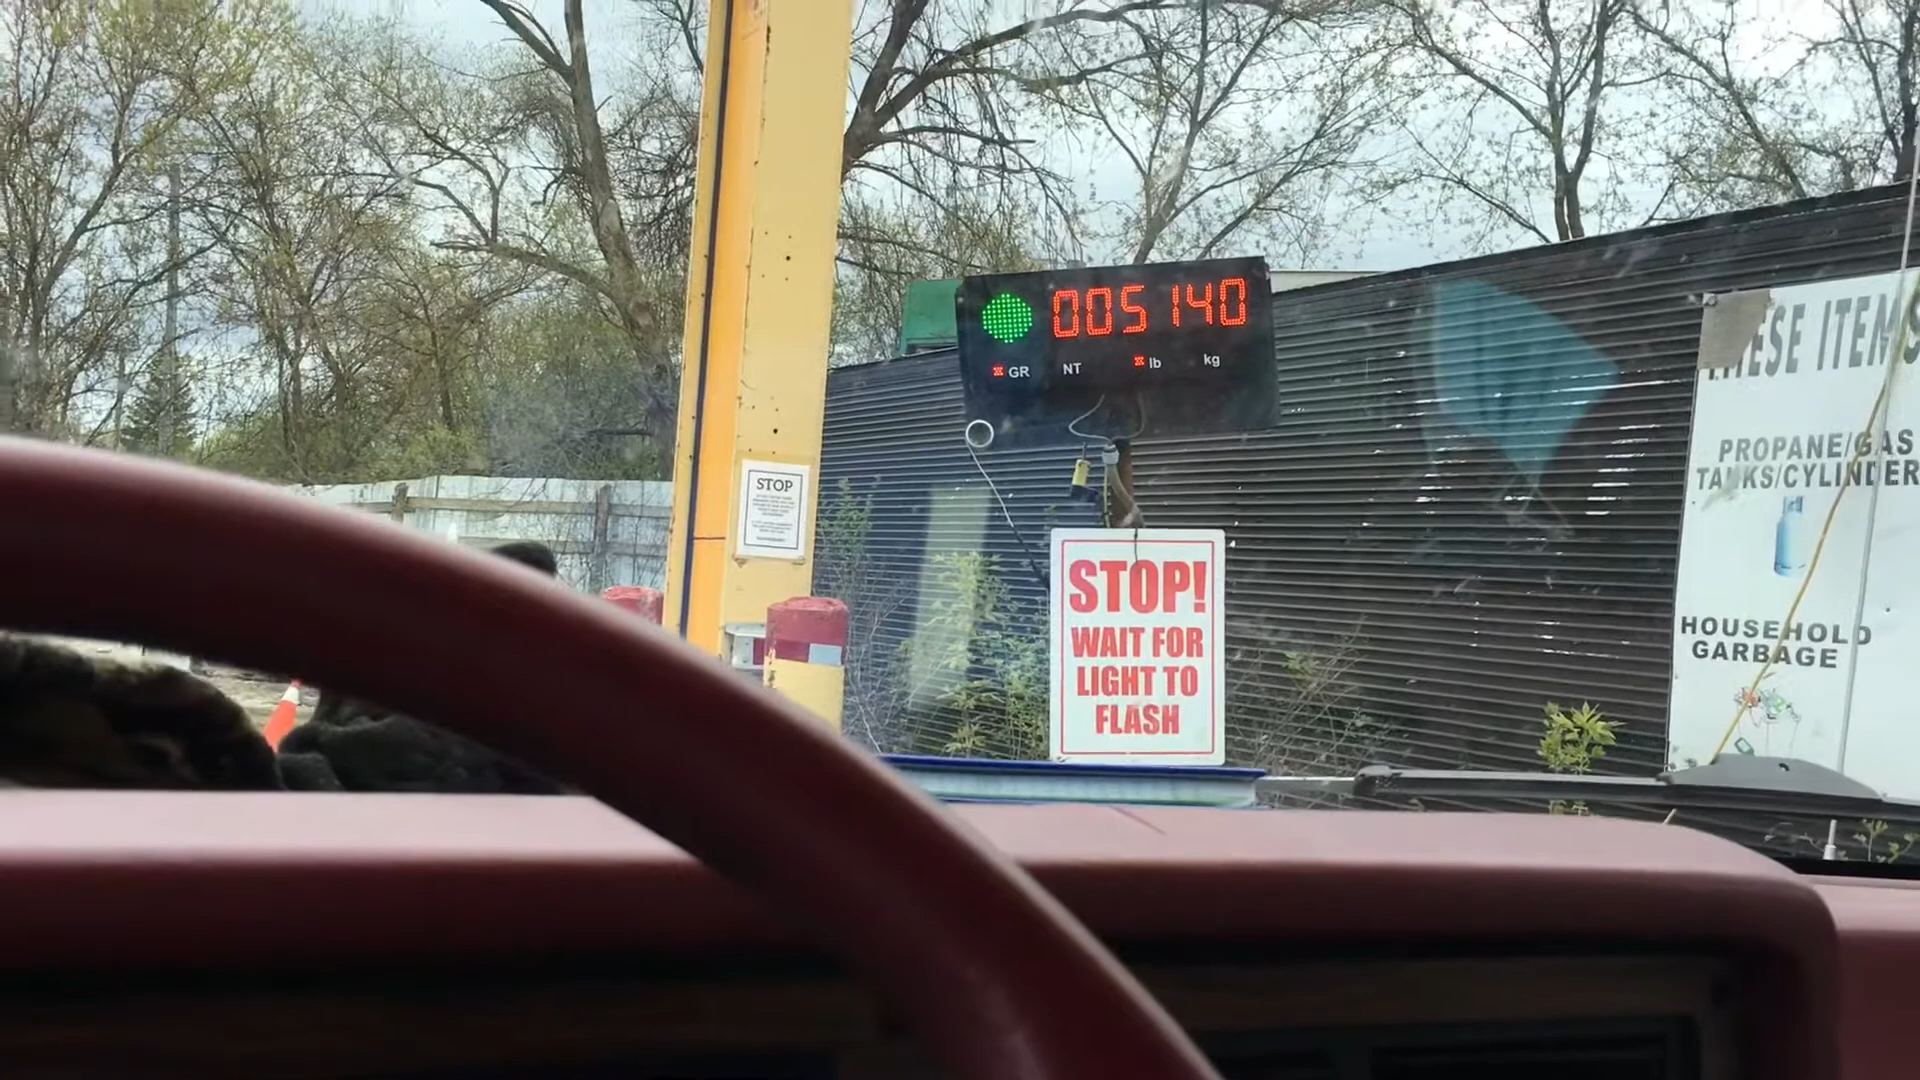 005140
GR NT lb kg
STOP
STOP!
WAIT FOR
LIGHT TO
FLASH
THESE ITEMS
PROPANE/GAS
TANKS/CYLINDER
HOUSEHOLD
GARBAGE